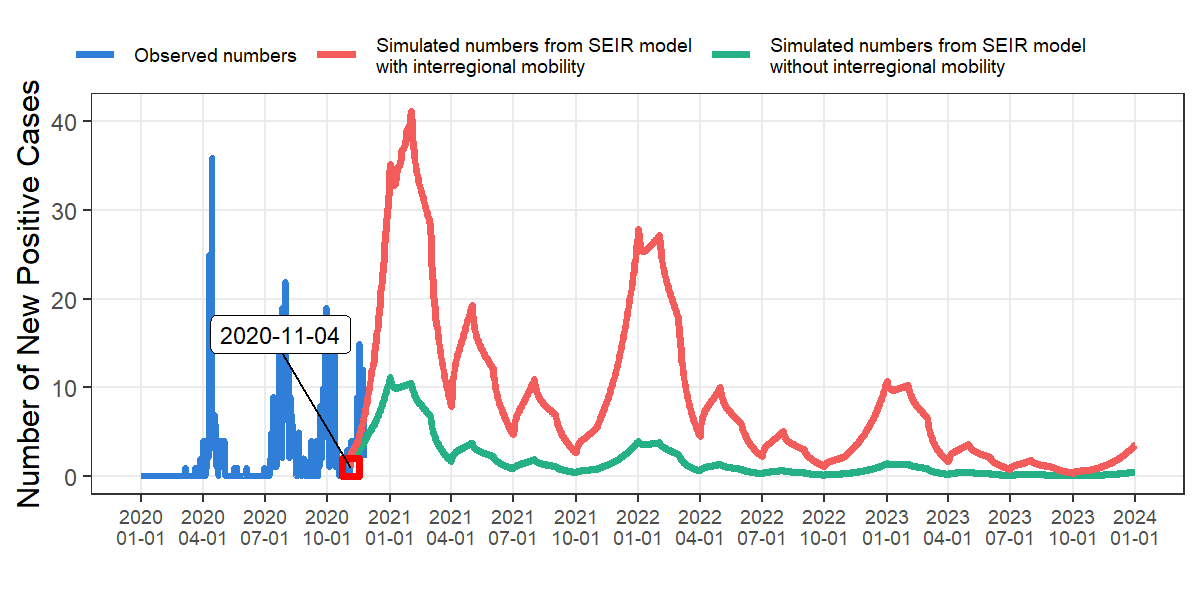 Observed numbers
Simulated numbers from SEIR model
with interregional mobility
Simulated numbers from SEIR model
without interregional mobility
Number of New Positive Cases
40
30
20
10
0
2020-11-04
2020 2020 2020 2020 2021 2021 2021 2021 2022 2022 2022 2022 2023 2023 2023 2023 2024
01-01 04-01 07-01 10-01 01-01 04-01 07-01 10-01 01-01 04-01 07-01 10-01 01-01 04-01 07-01 10-01 01-01